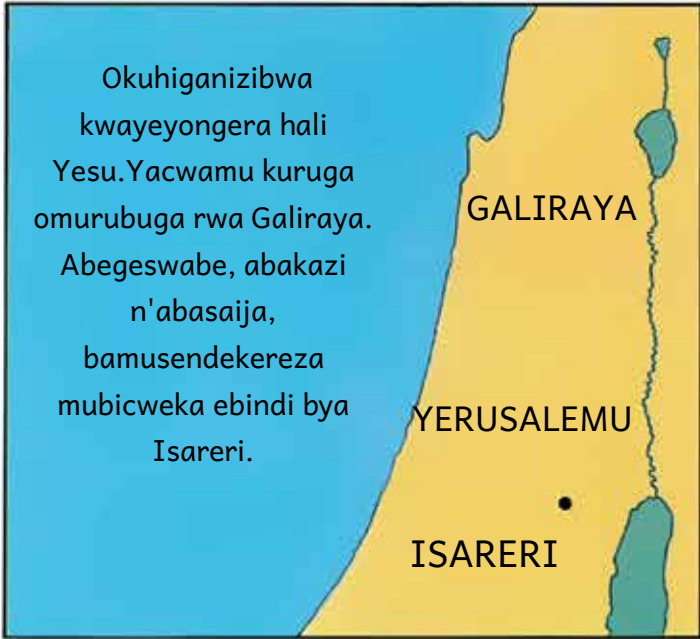 Okuhiganizibwa
kwayeyongera hali
Yesu.Yacwamu kuruga
omurubuga rwa Galiraya.
Abegeswabe, abakazi
n'abasaija,
bamusendekereza
mubicweka ebindi bya
Isareri.
GALIRAYA
YERUSALEMU
ISARERI